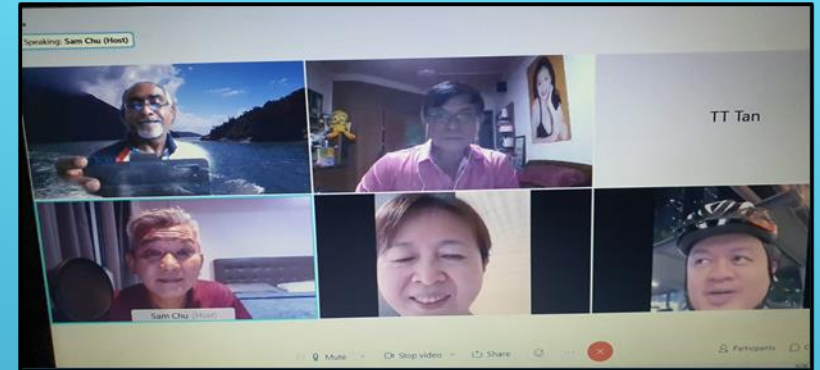 Speaking: Sam Chu (Host)
TT Tan
Sam Chu (Host)
Mute
Stop video
Share
Participants